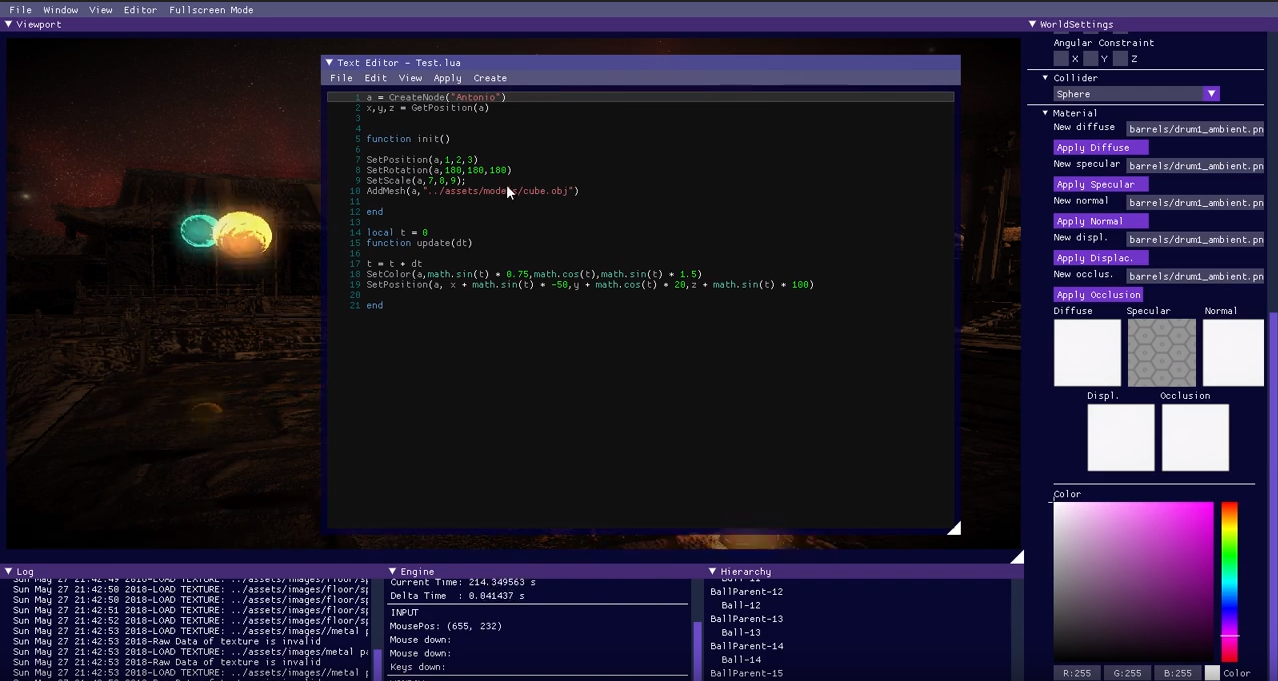 File Window View Editor Fullscreen Mode
▼ Viewport
▼ Text Editor - Test.lua
File Edit View Apply Create
1 a = CreateNode("Antonio")
2 x,y,z = GetPosition(a)
3
4
5 function init()
6
7 SetPosition(a,1,2,3)
8 SetRotation(a,180,180,180)
9 SetScale(a,7,8,9);
10 AddMesh(a,"../assets/models/cube.obj")
11
12 end
13
14 local t = 0
15 function update(dt)
16
17 t = t + dt
18 SetColor(a,math.sin(t) * 0.75,math.cos(t),math.sin(t) * 1.5)
19 SetPosition(a, x + math.sin(t) * -50,y + math.cos(t) * 20,z + math.sin(t) * 100)
20
21 end
▼ WorldSettings
Angular Constraint
X Y Z
▼ Collider
Sphere ▼
▼ Material
New diffuse barrels/drum1_ambient.pn
Apply Diffuse
New specular barrels/drum1_ambient.pn
Apply Specular
New normal barrels/drum1_ambient.pn
Apply Normal
New displ. barrels/drum1_ambient.pn
Apply Displac.
New occlus. barrels/drum1_ambient.pn
Apply Occlusion
Diffuse Specular Normal
Displ. Occlusion
Color
R:255 G:255 B:255 Color
▼ Log
Sun May 27 21:42:49 2018-LOAD TEXTURE: ../assets/images/floor/sp
Sun May 27 21:42:50 2018-LOAD TEXTURE: ../assets/images/floor/sp
Sun May 27 21:42:50 2018-LOAD TEXTURE: ../assets/images/floor/sp
Sun May 27 21:42:51 2018-LOAD TEXTURE: ../assets/images/floor/sp
Sun May 27 21:42:52 2018-LOAD TEXTURE: ../assets/images/floor/sp
Sun May 27 21:42:53 2018-LOAD TEXTURE: ../assets/images//metal p
Sun May 27 21:42:53 2018-Raw Data of texture is invalid
Sun May 27 21:42:53 2018-LOAD TEXTURE: ../assets/images/metal pa
Sun May 27 21:42:53 2018-Raw Data of texture is invalid
Sun May 27 21:42:53 2018-LOAD TEXTURE: ../assets/images//metal p
▼ Engine
Current Time: 214.349563 s
Delta Time : 0.041437 s
INPUT
MousePos: (655, 232)
Mouse down:
Mouse clicked:
Keys down:
▼ Hierarchy
Ball-11
BallParent-12
Ball-12
BallParent-13
Ball-13
BallParent-14
Ball-14
BallParent-15